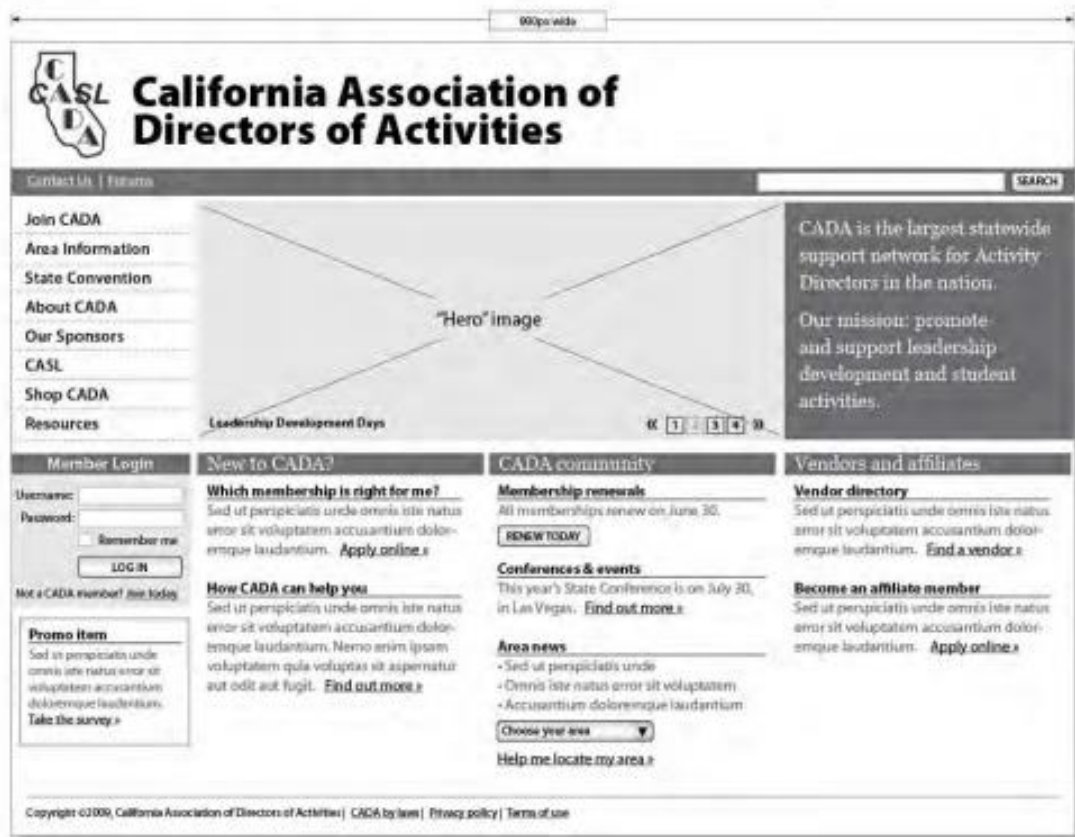 wide
C
CASL
D
A
California Association of
Directors of Activities
Contact Us | Forums
SEARCH
Join CADA
Area Information
State Convention
About CADA
Our Sponsors
CASL
Shop CADA
Resources
"Hero" image
Leadership Development Days
« 1 2 3 4 »
CADA is the largest statewide
support network for Activity
Directors in the nation.
Our mission: promote
and support leadership
development and student
activities.
Member Login
Username:
Password:
Remember me
LOG IN
Not a CADA member? Join today
Promo item
Sed ut perspiciatis unde
omnis iste natus error sit
voluptatem accusantium
doloremque laudantium.
Take the survey »
New to CADA?
Which membership is right for me?
Sed ut perspiciatis unde omnis iste natus
error sit voluptatem accusantium dolor-
emque laudantium. Apply online »
How CADA can help you
Sed ut perspiciatis unde omnis iste natus
error sit voluptatem accusantium dolor-
emque laudantium. Nemo enim ipsam
voluptatem quia voluptas sit aspernatur
aut odit aut fugit. Find out more »
CADA community
Membership renewals
All memberships renew on June 30.
RENEW TODAY
Conferences & events
This year's State Conference is on July 30,
in Las Vegas. Find out more »
Area news
• Sed ut perspiciatis unde
• Omnis iste natus error sit voluptatem
• Accusantium doloremque laudantium
Choose your area ▼
Help me locate my area »
Vendors and affiliates
Vendor directory
Sed ut perspiciatis unde omnis iste natus
error sit voluptatem accusantium dolor-
emque laudantium. Find a vendor »
Become an affiliate member
Sed ut perspiciatis unde omnis iste natus
error sit voluptatem accusantium dolor-
emque laudantium. Apply online »
Copyright ©2009, California Association of Directors of Activities | CADA by laws | Privacy policy | Terms of use